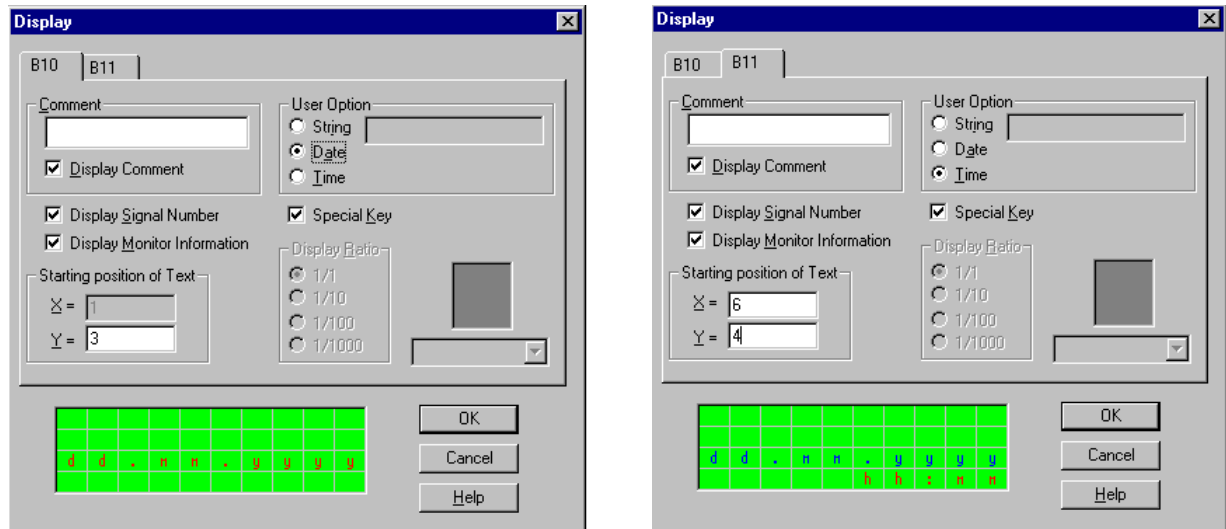 Display
B10 B11
Comment
Display Comment
User Option
String
Date
Time
Display Signal Number
Display Monitor Information
Special Key
Starting position of Text
X = 1
Y = 3
Display Ratio
1/1
1/10
1/100
1/1000
d d . m m . y y y y
OK
Cancel
Help
Display
B10 B11
Comment
Display Comment
User Option
String
Date
Time
Display Signal Number
Display Monitor Information
Special Key
Starting position of Text
X = 6
Y = 4
Display Ratio
1/1
1/10
1/100
1/1000
d d . m m . y y y y
h h : m m
OK
Cancel
Help